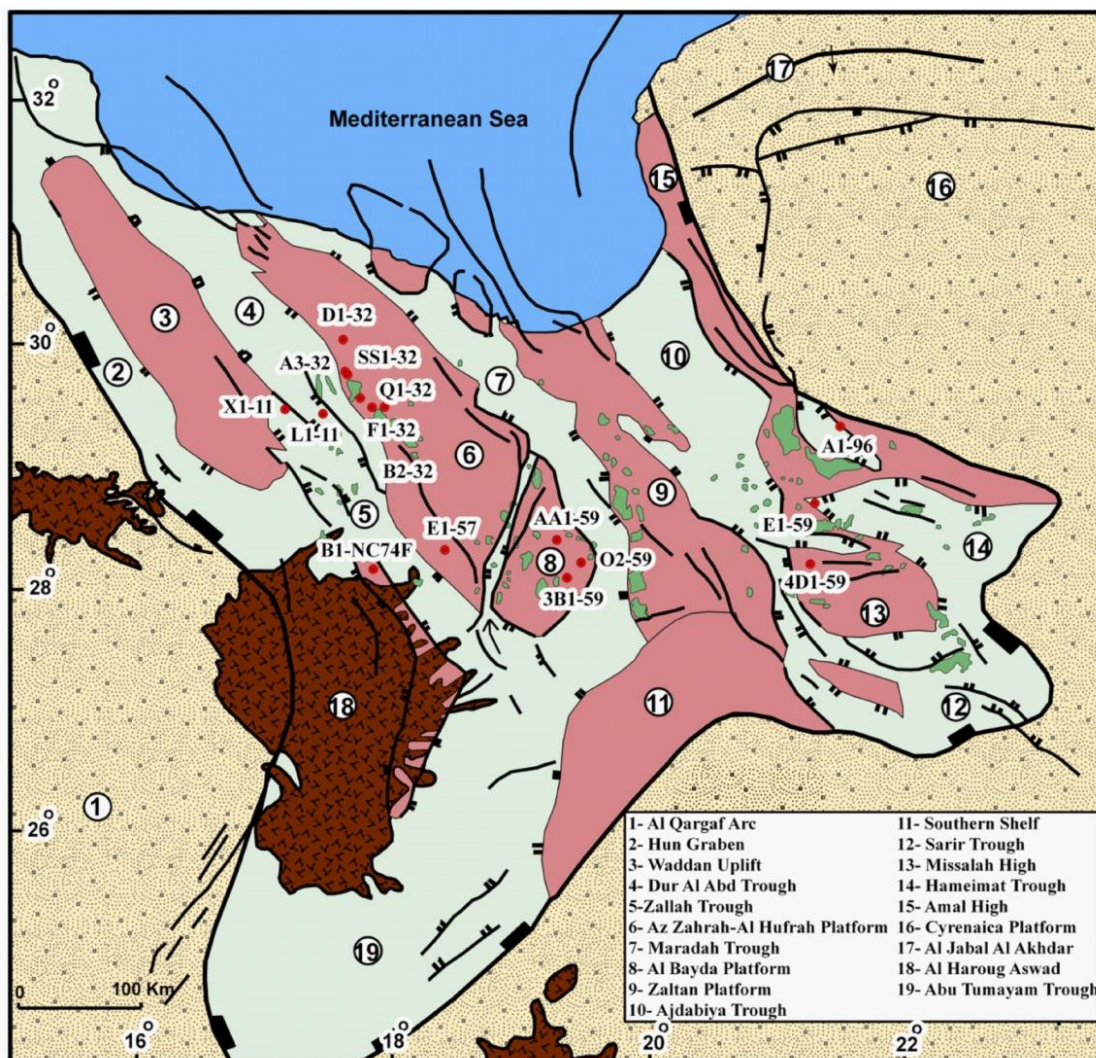 17
32°
Mediterranean Sea
15
16
3
4
D1-32
30°
10
A3-32
SS1-32
2
7
Q1-32
X1-11
L1-11
F1-32
A1-96
6
B2-32
9
5
E1-57
AA1-59
E1-59
14
B1-NC74F
8
O2-59
28°
4D1-59
3B1-59
13
18
11
12
1
26°
19
0 100 Km
16° 18° 20° 22°
1- Al Qargaf Arc
2- Hun Graben
3- Waddan Uplift
4- Dur Al Abd Trough
5-Zallah Trough
6- Az Zahrah-Al Hufrah Platform
7- Maradah Trough
8- Al Bayda Platform
9- Zaltan Platform
10- Ajdabiya Trough
11- Southern Shelf
12- Sarir Trough
13- Missalah High
14- Hameimat Trough
15- Amal High
16- Cyrenaica Platform
17- Al Jabal Al Akhdar
18- Al Haroug Aswad
19- Abu Tumayam Trough